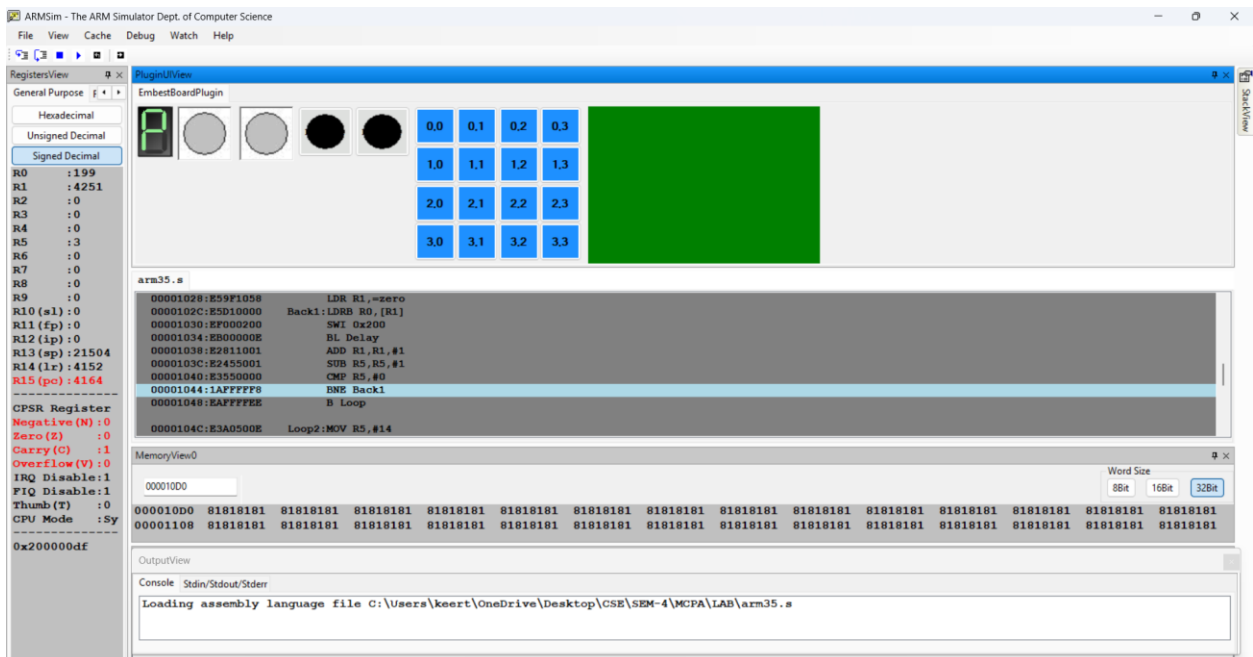 ARMSim - The ARM Simulator Dept. of Computer Science
File View Cache Debug Watch Help
RegistersView
General Purpose
Hexadecimal
Unsigned Decimal
Signed Decimal
R0 :199
R1 :4251
R2 :0
R3 :0
R4 :0
R5 :3
R6 :0
R7 :0
R8 :0
R9 :0
R10(sl):0
R11(fp):0
R12(ip):0
R13(sp):21504
R14(lr):4152
R15(pc):4164
CPSR Register
Negative(N):0
Zero(Z) :0
Carry(C) :1
Overflow(V):0
IRQ Disable:1
FIQ Disable:1
Thumb(T) :0
CPU Mode :Sy
0x200000df
PluginUIView
EmbestBoardPlugin
0,0 0,1 0,2 0,3
1,0 1,1 1,2 1,3
2,0 2,1 2,2 2,3
3,0 3,1 3,2 3,3
StackView
arm35.s
00001028:E59F1058 LDR R1,=zero
0000102C:E5D10000 Back1:LDRB R0,[R1]
00001030:EF000200 SWI 0x200
00001034:EB00000E BL Delay
00001038:E2811001 ADD R1,R1,#1
0000103C:E2455001 SUB R5,R5,#1
00001040:E3550000 CMP R5,#0
00001044:1AFFFFF8 BNE Back1
00001048:EAFFFFEE B Loop
0000104C:E3A0500E Loop2:MOV R5,#14
MemoryView0
Word Size
000010D0 8Bit 16Bit 32Bit
000010D0 81818181 81818181 81818181 81818181 81818181 81818181 81818181 81818181 81818181 81818181 81818181 81818181 81818181 81818181
00001108 81818181 81818181 81818181 81818181 81818181 81818181 81818181 81818181 81818181 81818181 81818181 81818181 81818181 81818181
OutputView
Console Stdin/Stdout/Stderr
Loading assembly language file C:\Users\keert\OneDrive\Desktop\CSE\SEM-4\MCPA\LAB\arm35.s